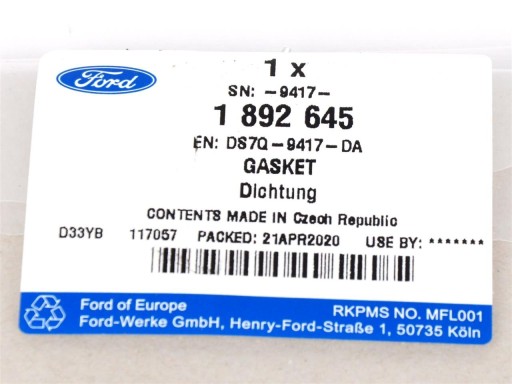 Ford
1 x
SN: -9417-
1 892 645
EN: DS7Q-9417-DA
GASKET
Dichtung
CONTENTS MADE IN Czech Republic
D33YB 117057 PACKED: 21APR2020 USE BY: *******
Ford of Europe RKPMS NO. MFL001
Ford-Werke GmbH, Henry-Ford-Straße 1, 50735 Köln